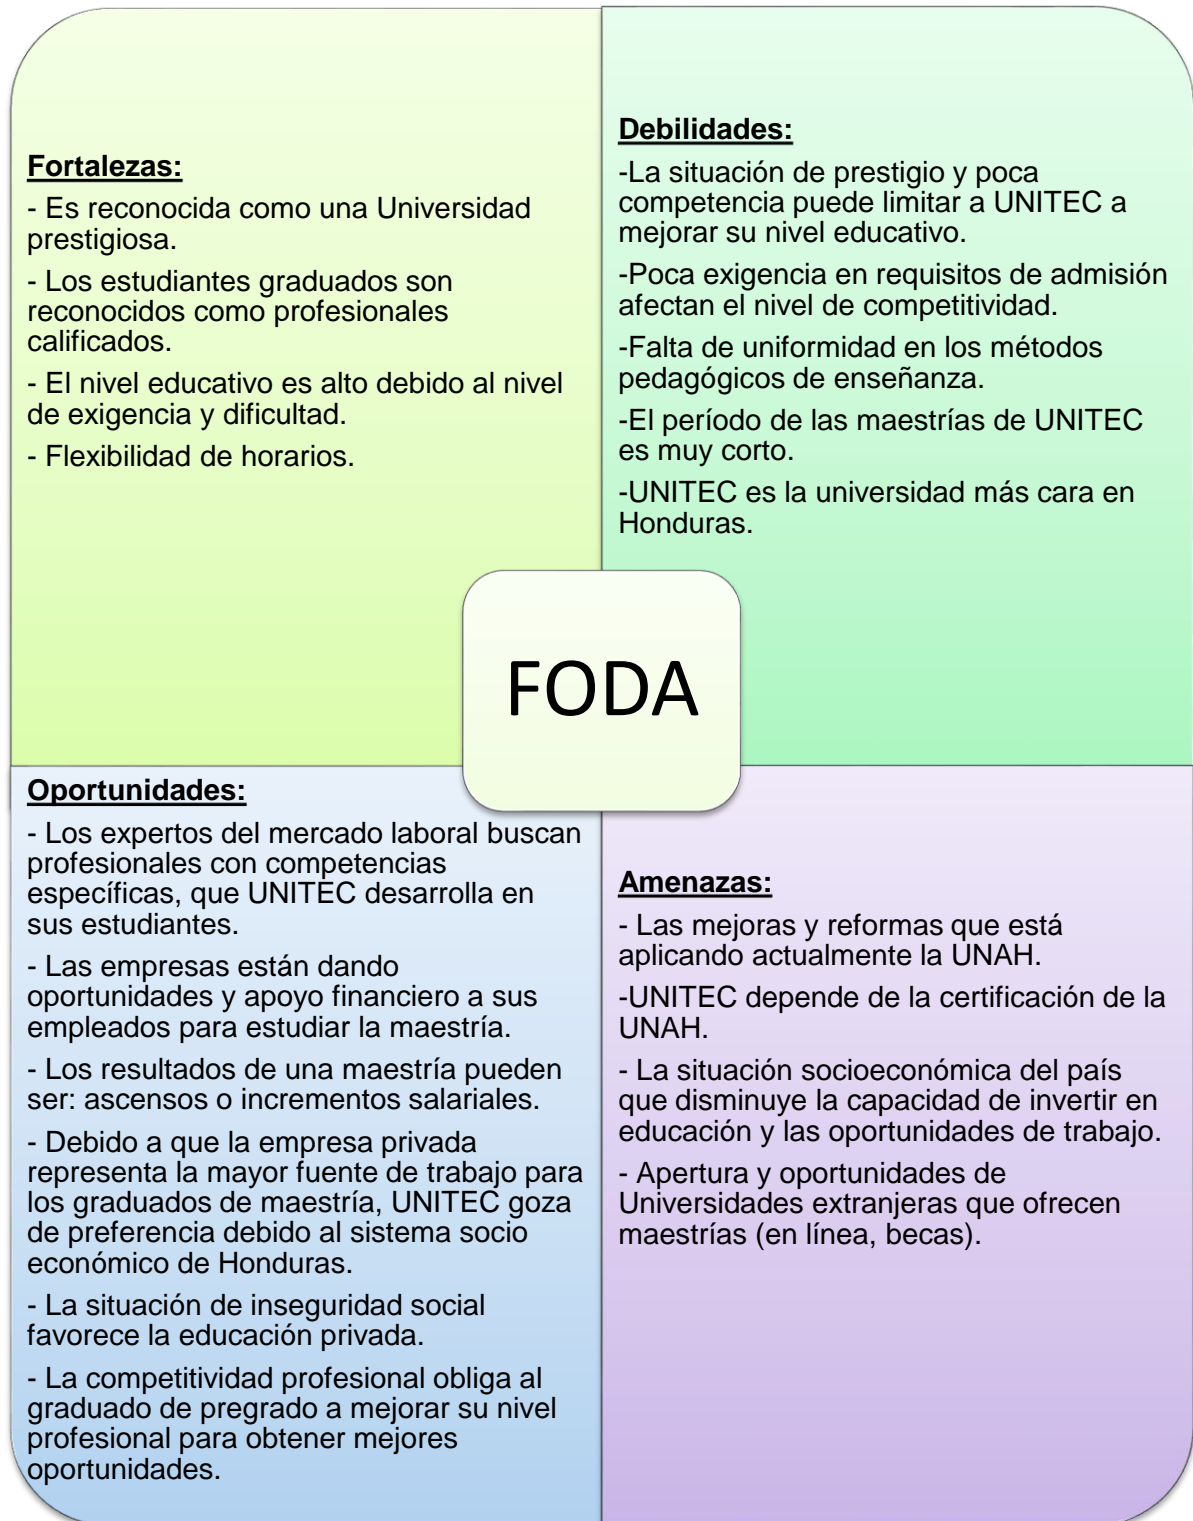 Fortalezas:
- Es reconocida como una Universidad
prestigiosa.
- Los estudiantes graduados son
reconocidos como profesionales
calificados.
- El nivel educativo es alto debido al nivel
de exigencia y dificultad.
- Flexibilidad de horarios.
Debilidades:
-La situación de prestigio y poca
competencia puede limitar a UNITEC a
mejorar su nivel educativo.
-Poca exigencia en requisitos de admisión
afectan el nivel de competitividad.
-Falta de uniformidad en los métodos
pedagógicos de enseñanza.
-El período de las maestrías de UNITEC
es muy corto.
-UNITEC es la universidad más cara en
Honduras.
FODA
Oportunidades:
- Los expertos del mercado laboral buscan
profesionales con competencias
específicas, que UNITEC desarrolla en
sus estudiantes.
- Las empresas están dando
oportunidades y apoyo financiero a sus
empleados para estudiar la maestría.
- Los resultados de una maestría pueden
ser: ascensos o incrementos salariales.
- Debido a que la empresa privada
representa la mayor fuente de trabajo para
los graduados de maestría, UNITEC goza
de preferencia debido al sistema socio
económico de Honduras.
- La situación de inseguridad social
favorece la educación privada.
- La competitividad profesional obliga al
graduado de pregrado a mejorar su nivel
profesional para obtener mejores
oportunidades.
Amenazas:
- Las mejoras y reformas que está
aplicando actualmente la UNAH.
-UNITEC depende de la certificación de la
UNAH.
- La situación socioeconómica del país
que disminuye la capacidad de invertir en
educación y las oportunidades de trabajo.
- Apertura y oportunidades de
Universidades extranjeras que ofrecen
maestrías (en línea, becas).